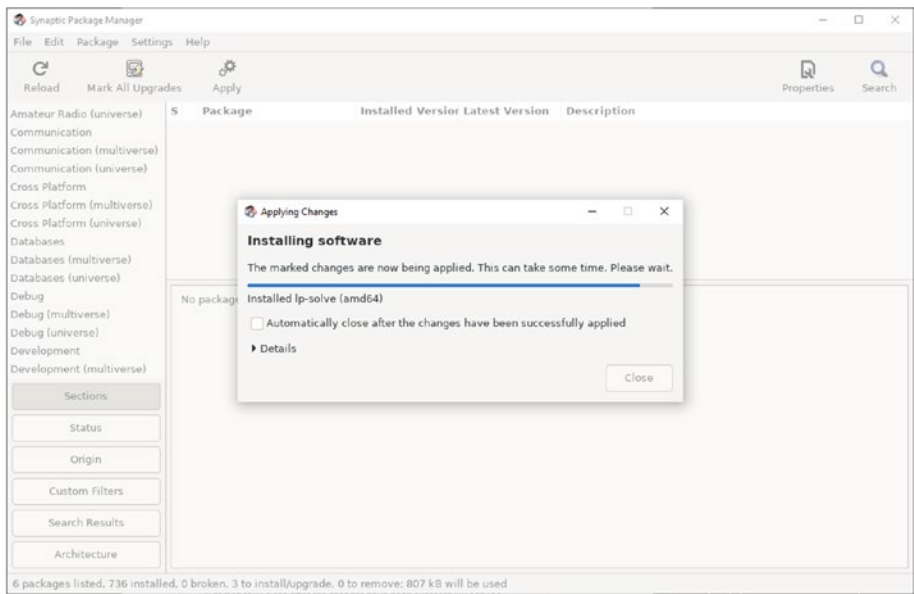 Synaptic Package Manager
File Edit Package Settings Help
Reload Mark All Upgrades Apply Properties Search
S Package Installed Versior Latest Version Description
Amateur Radio (universe)
Communication
Communication (multiverse)
Communication (universe)
Cross Platform
Cross Platform (multiverse)
Cross Platform (universe)
Databases
Databases (multiverse)
Databases (universe)
Debug
Debug (multiverse)
Debug (universe)
Development
Development (multiverse)
Sections
Status
Origin
Custom Filters
Search Results
Architecture
No package
Applying Changes
Installing software
The marked changes are now being applied. This can take some time. Please wait.
Installed lp-solve (amd64)
Automatically close after the changes have been successfully applied
Details
Close
6 packages listed, 736 installed, 0 broken. 3 to install/upgrade, 0 to remove; 807 kB will be used